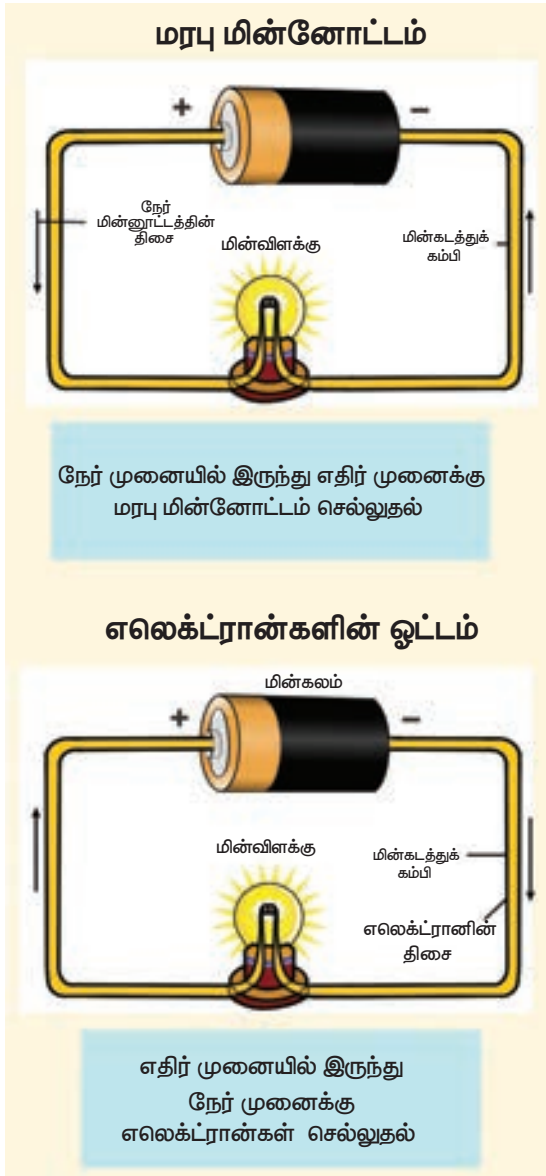 மரபு மின்னோட்டம்
+
−
நேர்
மின்னூட்டத்தின்
திசை
மின்விளக்கு
மின்கடத்துக்
கம்பி
நேர் முனையில் இருந்து எதிர் முனைக்கு
மரபு மின்னோட்டம் செல்லுதல்
எலெக்ட்ரான்களின் ஓட்டம்
மின்கலம்
+
−
மின்விளக்கு
மின்கடத்துக்
கம்பி
எலெக்ட்ரானின்
திசை
எதிர் முனையில் இருந்து
நேர் முனைக்கு
எலெக்ட்ரான்கள் செல்லுதல்